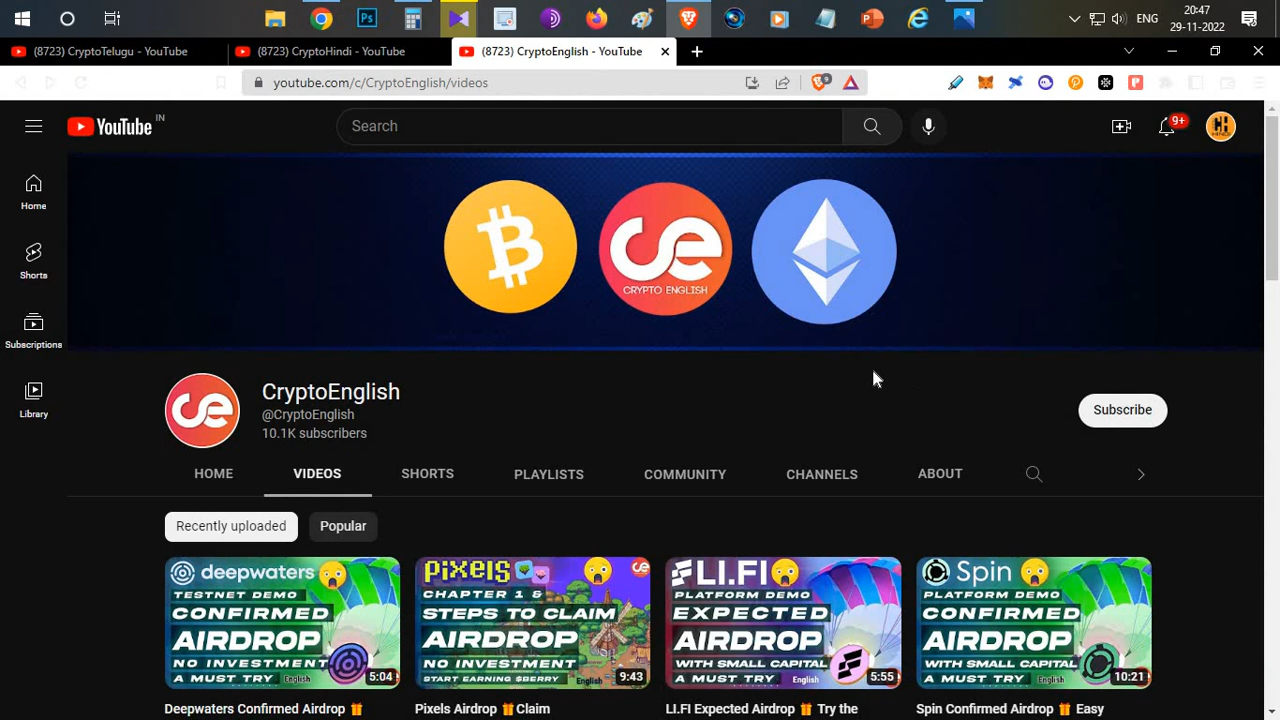 ENG
20:47
29-11-2022
(8723) CryptoTelugu - YouTube
(8723) CryptoHindi - YouTube
(8723) CryptoEnglish - YouTube
youtube.com/c/CryptoEnglish/videos
YouTube IN
Search
9+
Home
Shorts
Subscriptions
Library
CRYPTO ENGLISH
CryptoEnglish
@CryptoEnglish
10.1K subscribers
Subscribe
HOME VIDEOS SHORTS PLAYLISTS COMMUNITY CHANNELS ABOUT
Recently uploaded Popular
deepwaters
TESTNET DEMO
CONFIRMED
AIRDROP
NO INVESTMENT
A MUST TRY English
5:04
Deepwaters Confirmed Airdrop
PiXELS
CHAPTER 1 &
STEPS TO CLAIM
AIRDROP
NO INVESTMENT
START EARNING $BERRY English
9:43
Pixels Airdrop Claim
LI.FI
PLATFORM DEMO
EXPECTED
AIRDROP
WITH SMALL CAPITAL
A MUST TRY English
5:55
LI.FI Expected Airdrop Try the
Spin
PLATFORM DEMO
CONFIRMED
AIRDROP
WITH SMALL CAPITAL
A MUST TRY English
10:21
Spin Confirmed Airdrop Easy